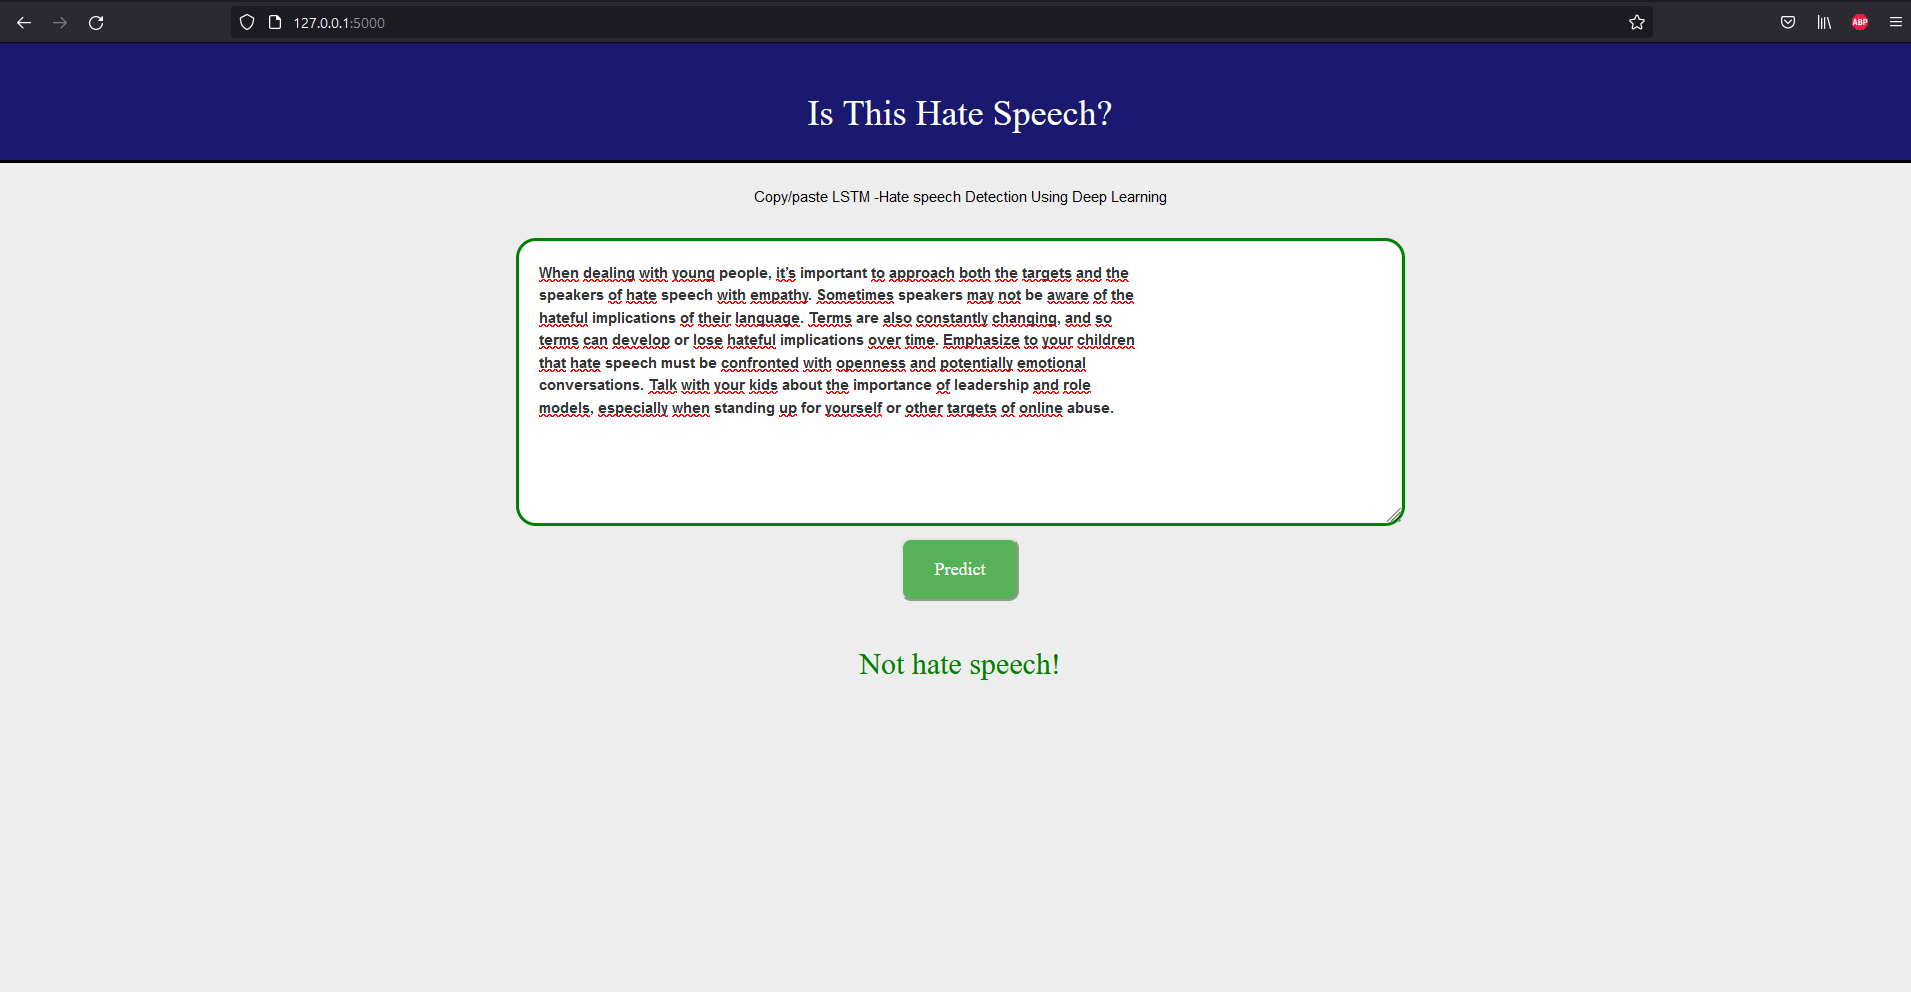 127.0.0.1:5000
ABP
Is This Hate Speech?
Copy/paste LSTM -Hate speech Detection Using Deep Learning
When dealing with young people, it’s important to approach both the targets and the
speakers of hate speech with empathy. Sometimes speakers may not be aware of the
hateful implications of their language. Terms are also constantly changing, and so
terms can develop or lose hateful implications over time. Emphasize to your children
that hate speech must be confronted with openness and potentially emotional
conversations. Talk with your kids about the importance of leadership and role
models, especially when standing up for yourself or other targets of online abuse.
Predict
Not hate speech!